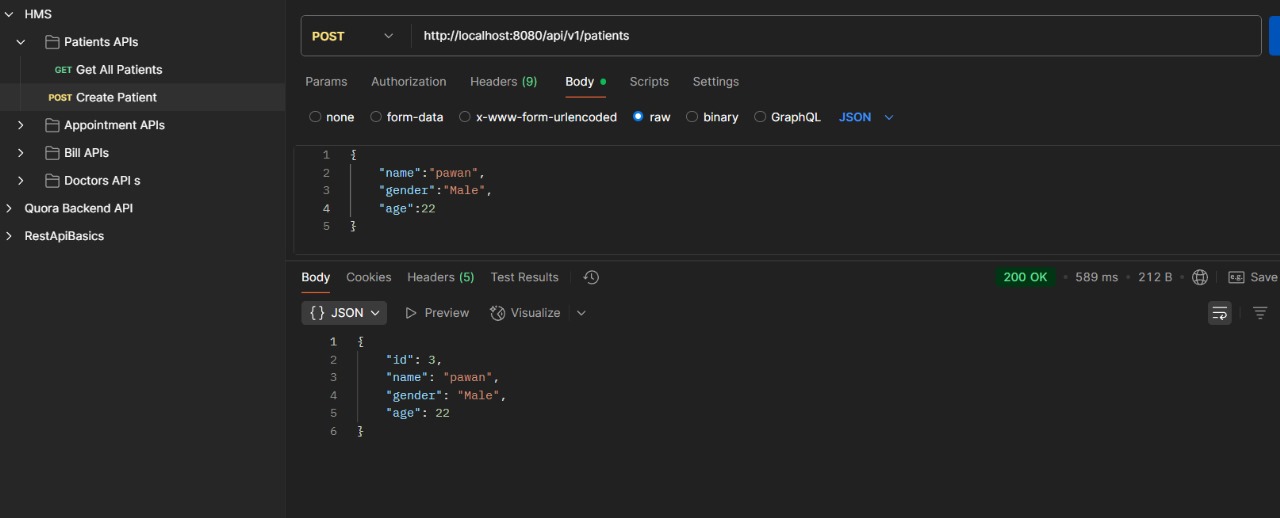 HMS
Patients APIs
GET Get All Patients
POST Create Patient
Appointment APIs
Bill APIs
Doctors API s
Quora Backend API
RestApiBasics
POST http://localhost:8080/api/v1/patients
Params Authorization Headers (9) Body Scripts Settings
none form-data x-www-form-urlencoded raw binary GraphQL JSON
1 {
2 "name":"pawan",
3 "gender":"Male",
4 "age":22
5 }
Body Cookies Headers (5) Test Results 200 OK • 589 ms • 212 B • e.g. Save
{} JSON Preview Visualize
1 {
2 "id": 3,
3 "name": "pawan",
4 "gender": "Male",
5 "age": 22
6 }